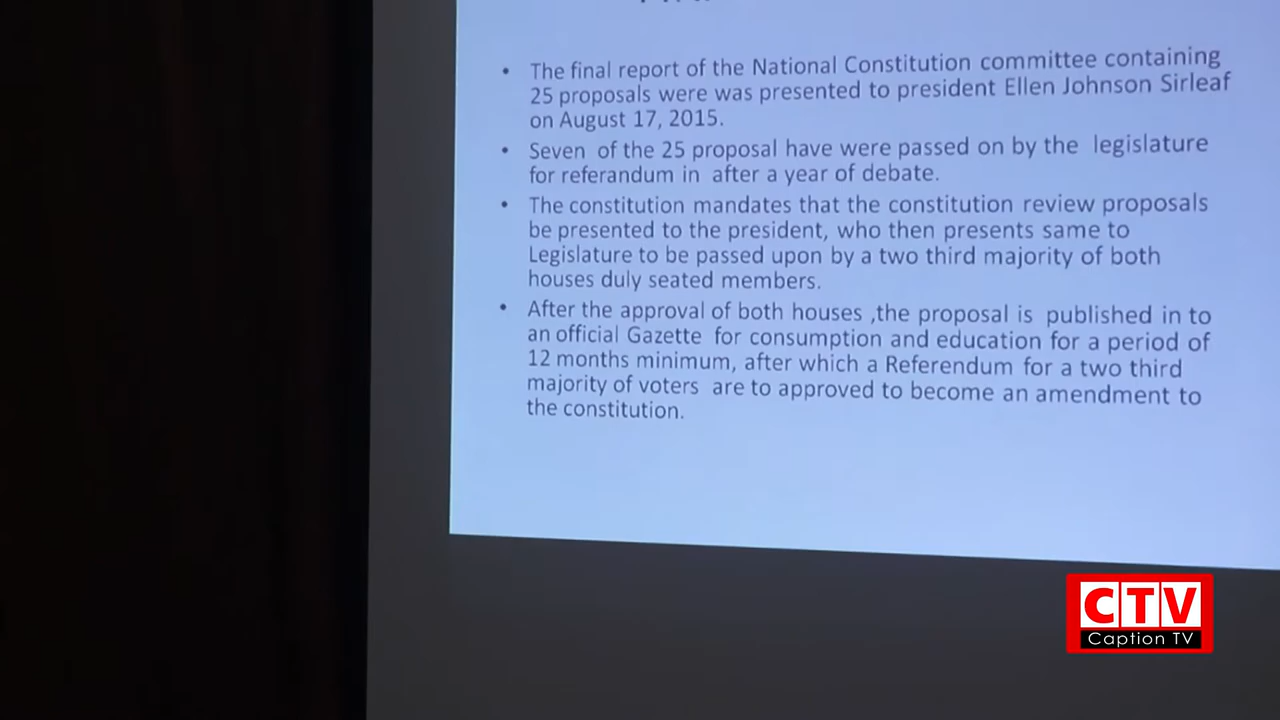 • The final report of the National Constitution committee containing
25 proposals were was presented to president Ellen Johnson Sirleaf
on August 17, 2015.
• Seven of the 25 proposal have were passed on by the legislature
for referandum in after a year of debate.
• The constitution mandates that the constitution review proposals
be presented to the president, who then presents same to
Legislature to be passed upon by a two third majority of both
houses duly seated members.
• After the approval of both houses ,the proposal is published in to
an official Gazette for consumption and education for a period of
12 months minimum, after which a Referendum for a two third
majority of voters are to approved to become an amendment to
the constitution.
CTV
Caption TV